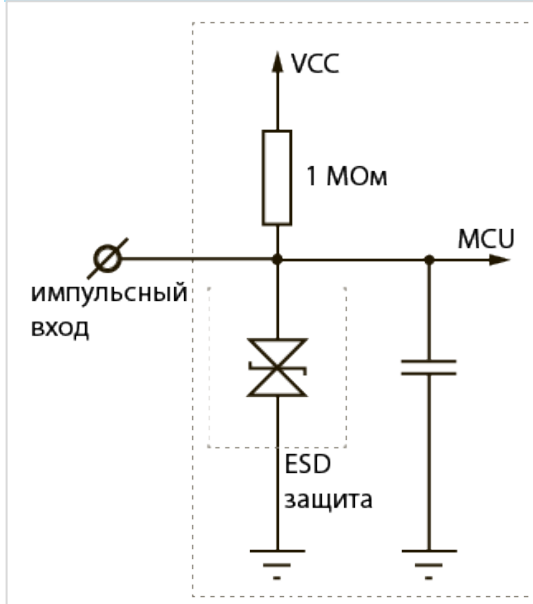 VCC
1 МОм
MCU
импульсный
вход
ESD
защита